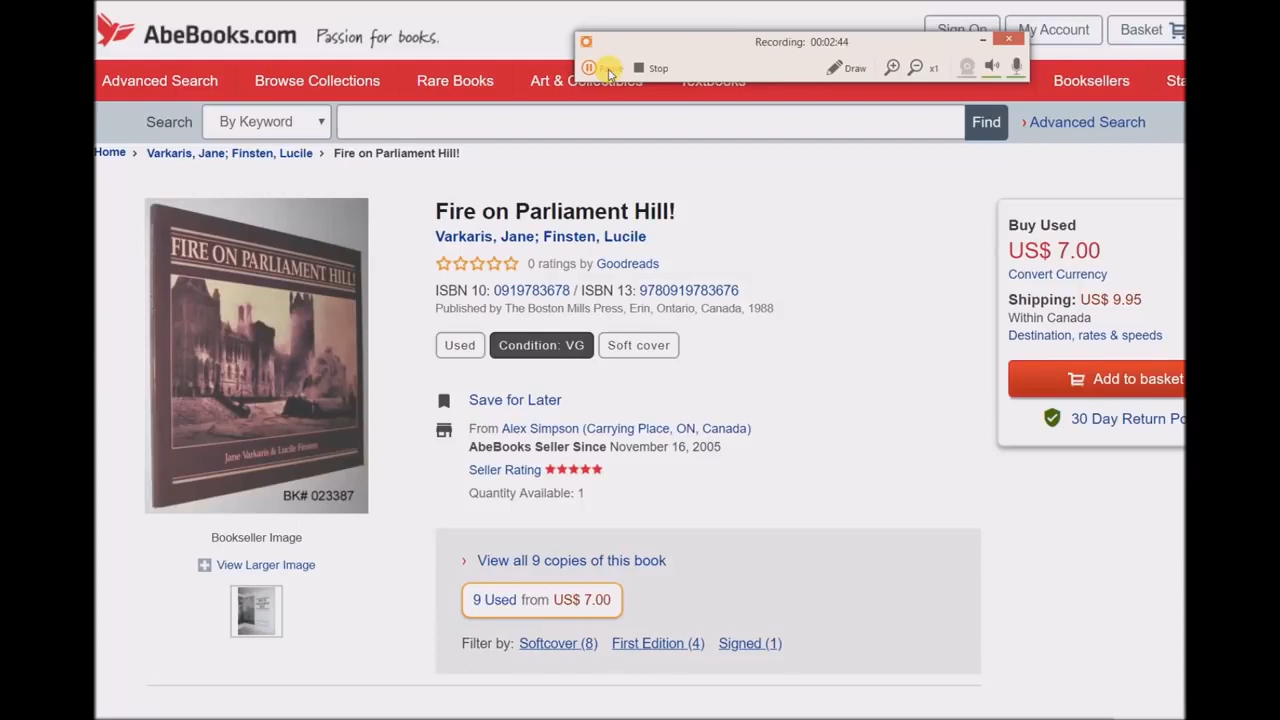 AbeBooks.com Passion for books.
Sign On My Account Basket
Recording: 00:02:44
Stop Draw x1
Advanced Search Browse Collections Rare Books Art & Collectibles Textbooks Booksellers
Search By Keyword Find › Advanced Search
Home › Varkaris, Jane; Finsten, Lucile › Fire on Parliament Hill!
FIRE ON PARLIAMENT HILL!
Jane Varkaris & Lucile Finsten
BK# 023387
Bookseller Image
View Larger Image
Fire on Parliament Hill!
Varkaris, Jane; Finsten, Lucile
0 ratings by Goodreads
ISBN 10: 0919783678 / ISBN 13: 9780919783676
Published by The Boston Mills Press, Erin, Ontario, Canada, 1988
Used Condition: VG Soft cover
Save for Later
From Alex Simpson (Carrying Place, ON, Canada)
AbeBooks Seller Since November 16, 2005
Seller Rating
Quantity Available: 1
› View all 9 copies of this book
9 Used from US$ 7.00
Filter by: Softcover (8) First Edition (4) Signed (1)
Buy Used
US$ 7.00
Convert Currency
Shipping: US$ 9.95
Within Canada
Destination, rates & speeds
Add to basket
30 Day Return Po